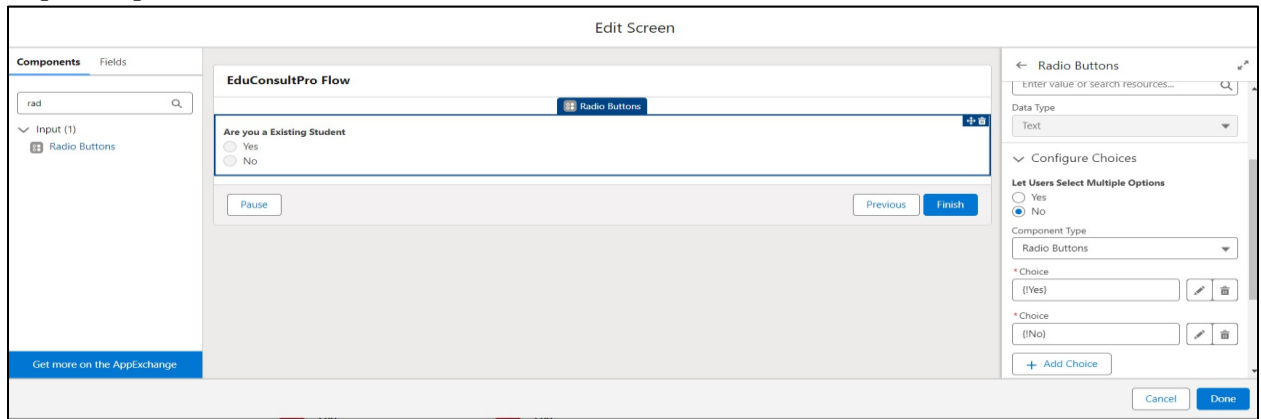 Edit Screen
Components Fields
rad
Input (1)
Radio Buttons
Get more on the AppExchange
EduConsultPro Flow
Radio Buttons
Are you a Existing Student
Yes
No
Pause
Previous
Finish
Radio Buttons
Enter value or search resources...
Data Type
Text
Configure Choices
Let Users Select Multiple Options
Yes
No
Component Type
Radio Buttons
* Choice
{!Yes}
* Choice
{!No}
+ Add Choice
Cancel
Done